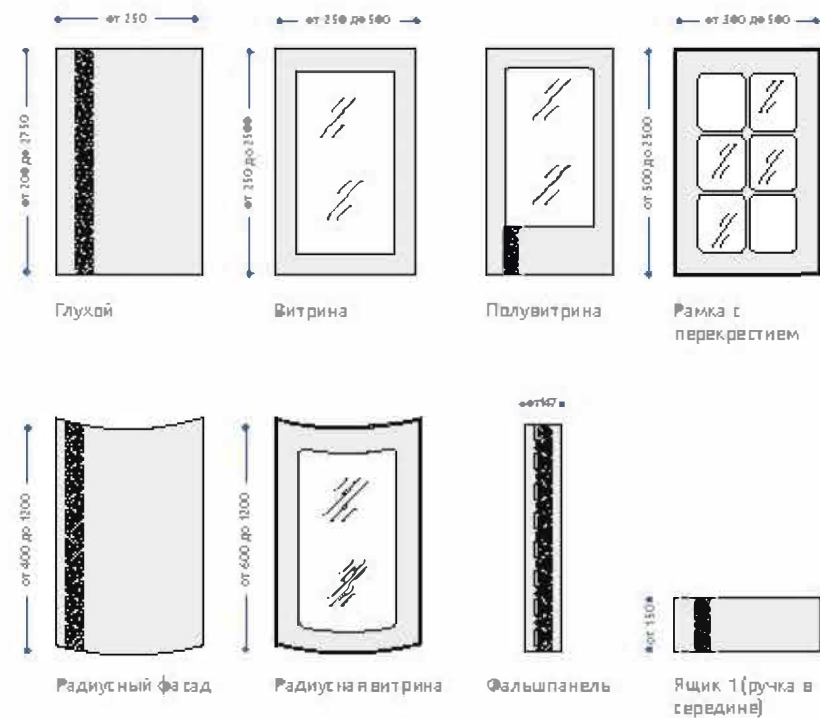 от 250
от 250 до 500
от 300 до 500
от 200 до 2750
от 250 до 2500
от 500 до 2500
Глухой
Витрина
Полувитрина
Рамка с
перекрестием
от 147
от 400 до 1200
от 600 до 1200
от 150
Радиусный фасад
Радиусная витрина
Фальшпанель
Ящик 1 (ручка в
середине)